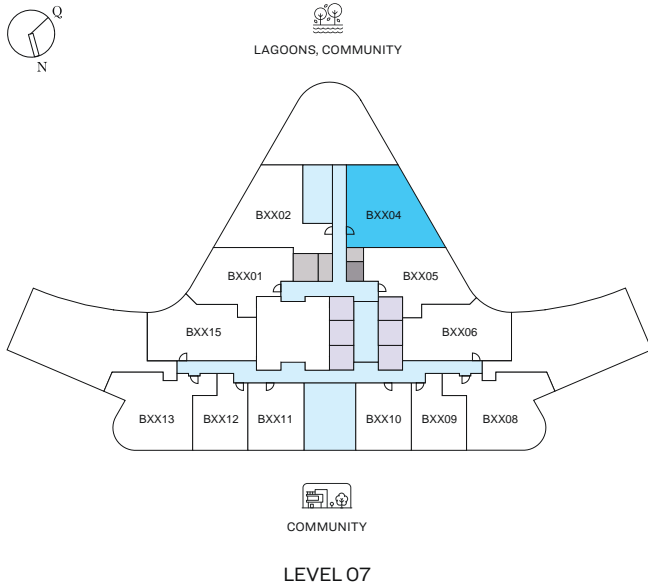 Q
N
LAGOONS, COMMUNITY
BXX02
BXX04
BXX01
BXX05
BXX15
BXX06
BXX13
BXX12
BXX11
BXX10
BXX09
BXX08
COMMUNITY
LEVEL 07